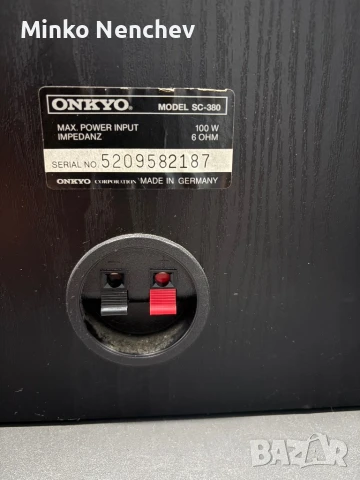 Minko Nenchev
ONKYO® MODEL SC-380
MAX. POWER INPUT 100 W
IMPEDANZ 6 OHM
SERIAL NO. 5209582187
ONKYO CORPORATION MADE IN GERMANY
BAZAR